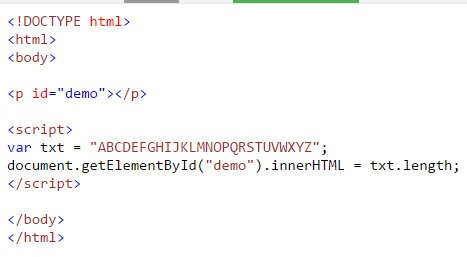 <!DOCTYPE html>
<html>
<body>
<p id="demo"></p>
<script>
var txt = "ABCDEFGHIJKLMNOPQRSTUVWXYZ";
document.getElementById("demo").innerHTML = txt.length;
</script>
</body>
</html>